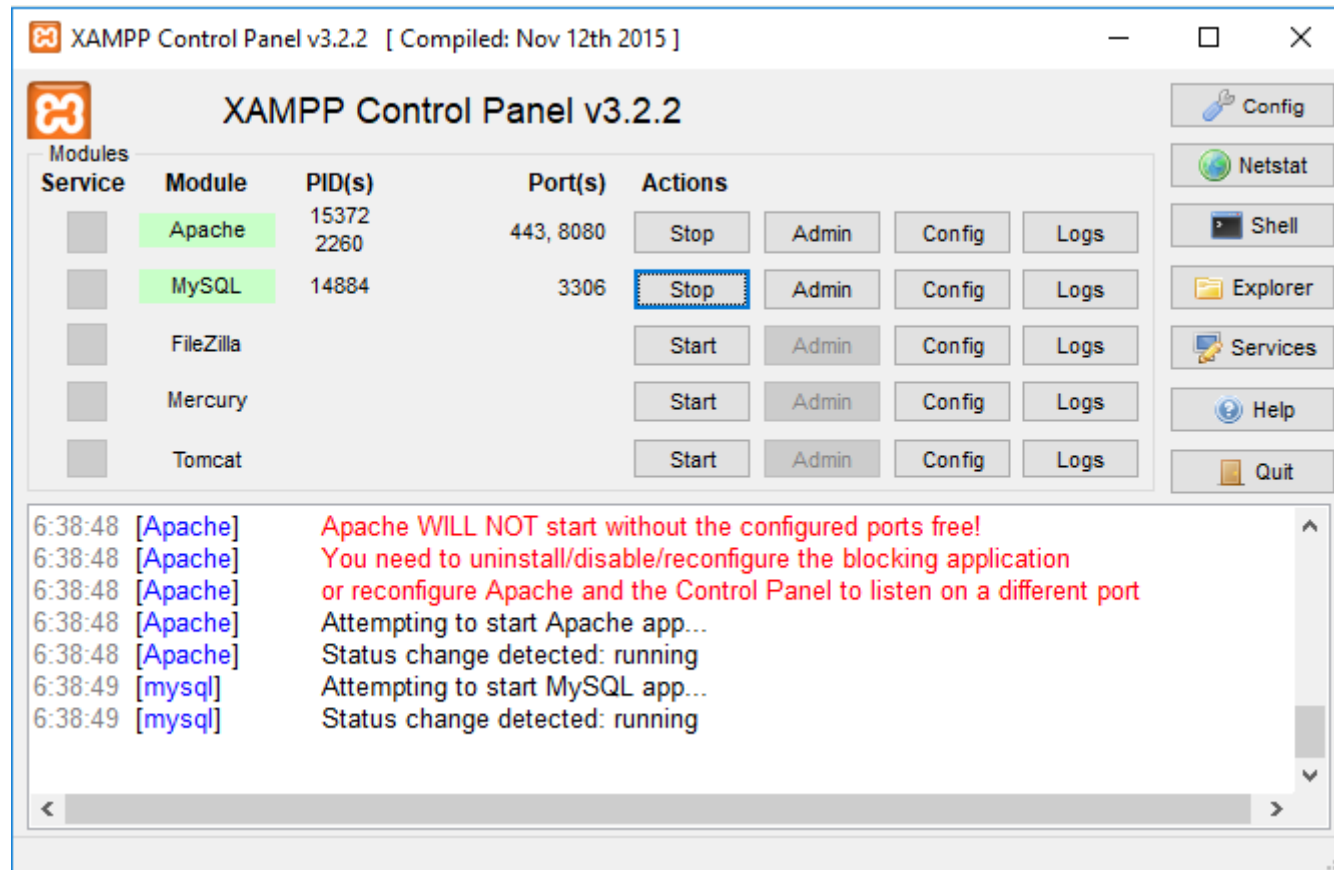 XAMPP Control Panel v3.2.2 [ Compiled: Nov 12th 2015 ]
XAMPP Control Panel v3.2.2
Config
Modules
Netstat
Service Module PID(s) Port(s) Actions
Apache 15372 443, 8080 Stop Admin Config Logs
2260
Shell
MySQL 14884 3306 Stop Admin Config Logs
Explorer
FileZilla Start Admin Config Logs
Services
Mercury Start Admin Config Logs
Help
Tomcat Start Admin Config Logs
Quit
6:38:48 [Apache] Apache WILL NOT start without the configured ports free!
6:38:48 [Apache] You need to uninstall/disable/reconfigure the blocking application
6:38:48 [Apache] or reconfigure Apache and the Control Panel to listen on a different port
6:38:48 [Apache] Attempting to start Apache app...
6:38:48 [Apache] Status change detected: running
6:38:49 [mysql] Attempting to start MySQL app...
6:38:49 [mysql] Status change detected: running